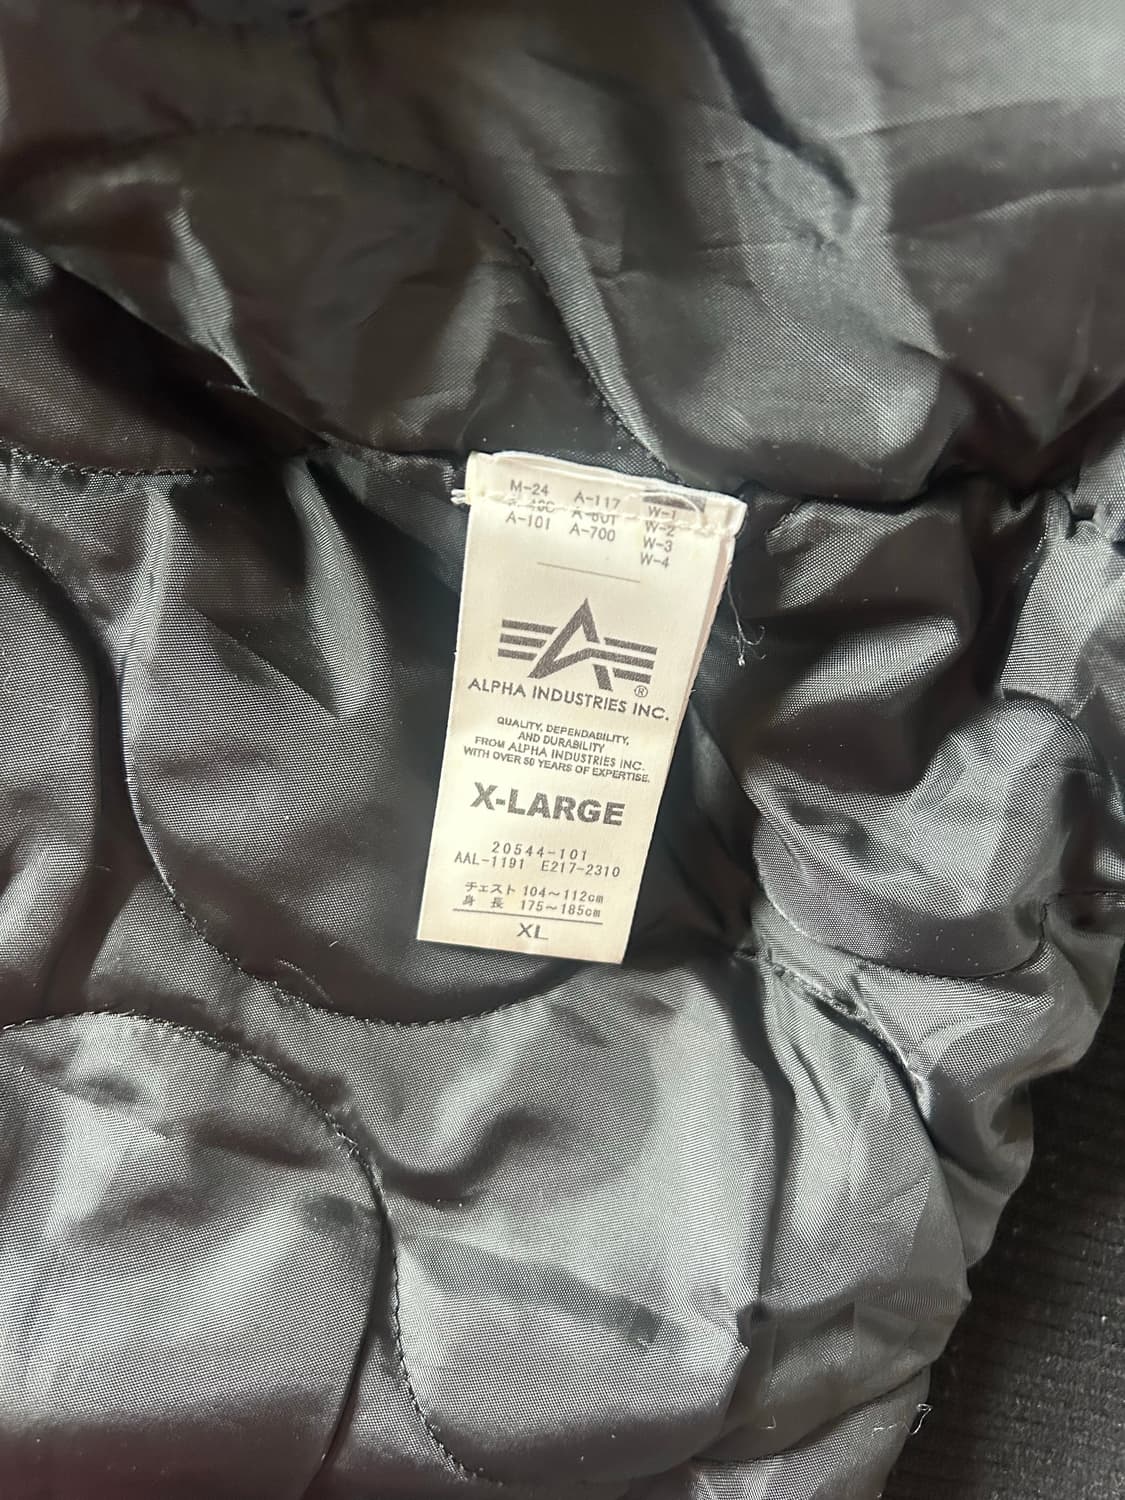 M-24 A-117 W-1
A-101 A-700 W-2
W-3
W-4
ALPHA INDUSTRIES INC.
QUALITY, DEPENDABILITY,
AND DURABILITY
FROM ALPHA INDUSTRIES INC.
WITH OVER 50 YEARS OF EXPERTISE.
X-LARGE
20544-101
AAL-1191 E217-2310
チェスト 104～112cm
身 長 175～185cm
XL